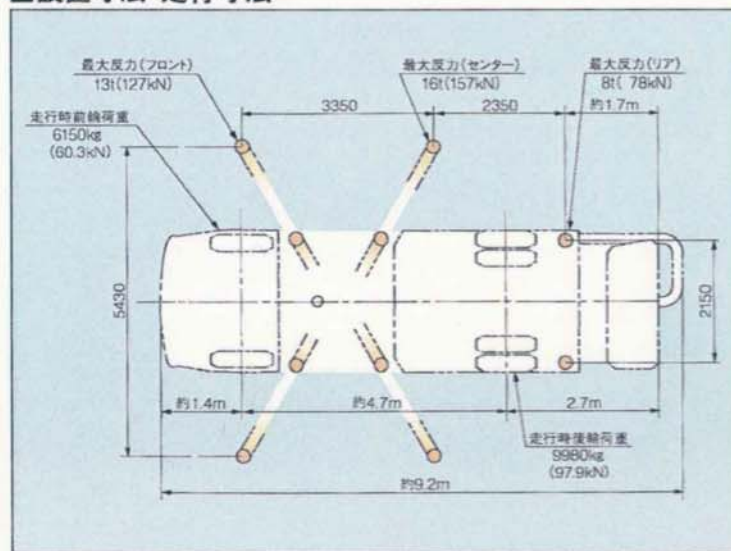 最大反力(フロント)
13t(127kN)
最大反力(センター)
16t(157kN)
最大反力(リア)
8t( 78kN)
3350
2350
約1.7m
走行時前輪荷重
6150kg
(60.3kN)
5430
2150
約1.4m
約4.7m
2.7m
走行時後輪荷重
9980kg
(97.9kN)
約9.2m